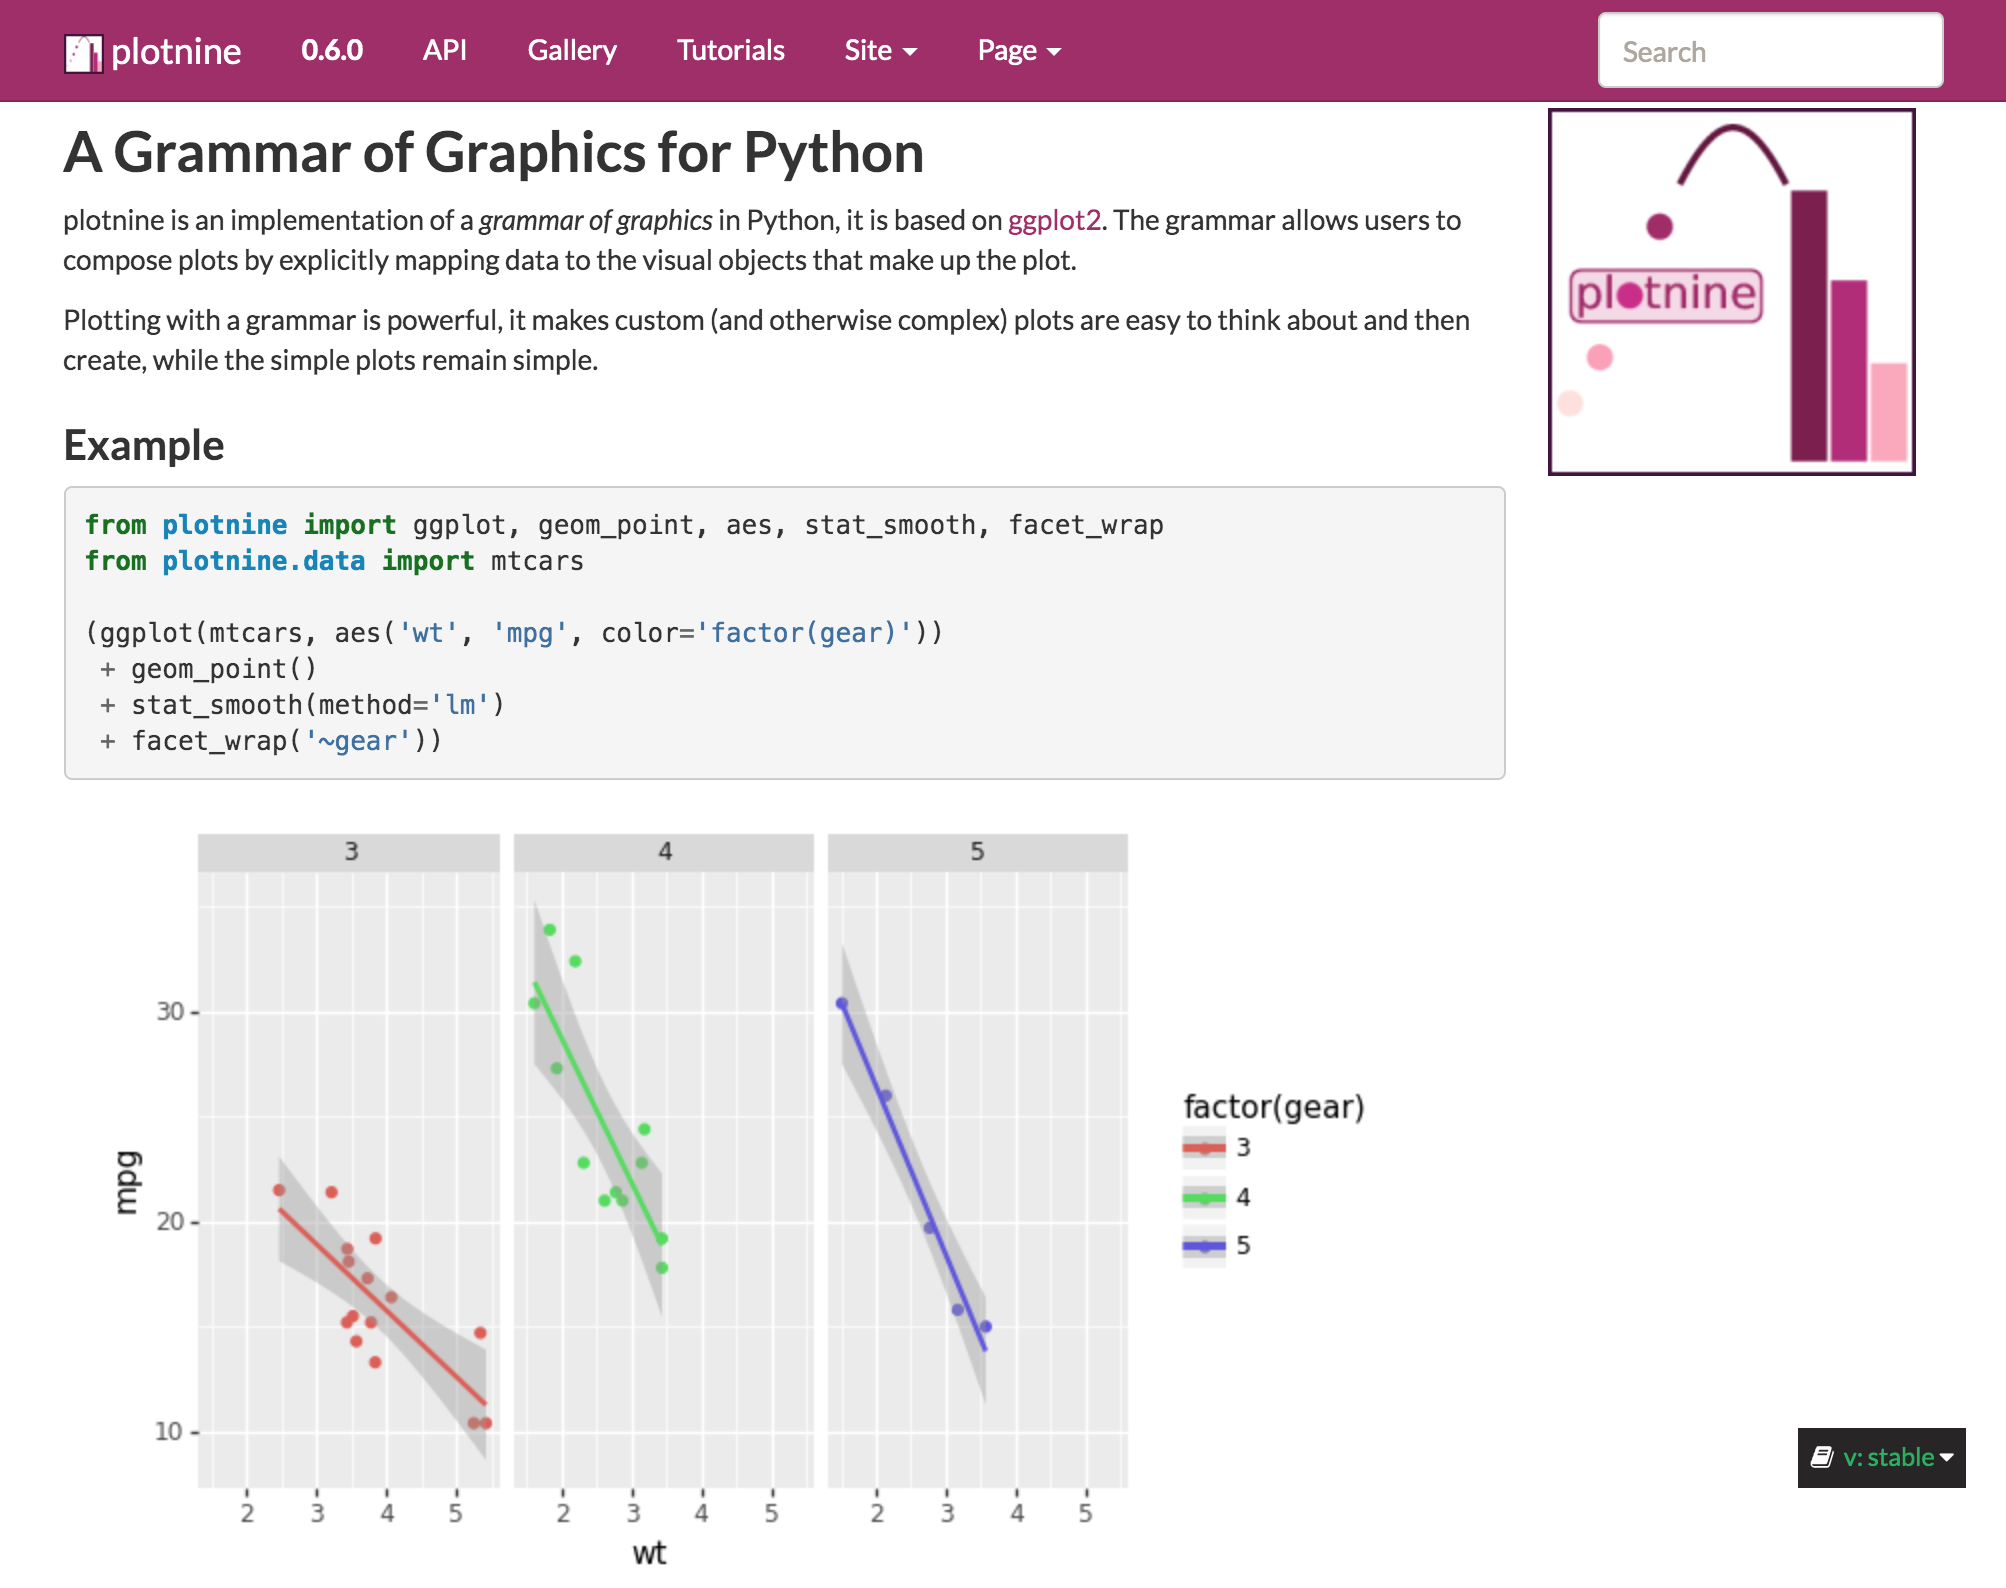 plotnine 0.6.0 API Gallery Tutorials Site Page Search
A Grammar of Graphics for Python
plotnine is an implementation of a grammar of graphics in Python, it is based on ggplot2. The grammar allows users to
compose plots by explicitly mapping data to the visual objects that make up the plot.
Plotting with a grammar is powerful, it makes custom (and otherwise complex) plots are easy to think about and then
create, while the simple plots remain simple.
plotnine
Example
from plotnine import ggplot, geom_point, aes, stat_smooth, facet_wrap
from plotnine.data import mtcars
(ggplot(mtcars, aes('wt', 'mpg', color='factor(gear)'))
+ geom_point()
+ stat_smooth(method='lm')
+ facet_wrap('~gear'))
3 4 5
30
20
10
mpg
2 3 4 5 2 3 4 5 2 3 4 5
wt
factor(gear)
3
4
5
v: stable